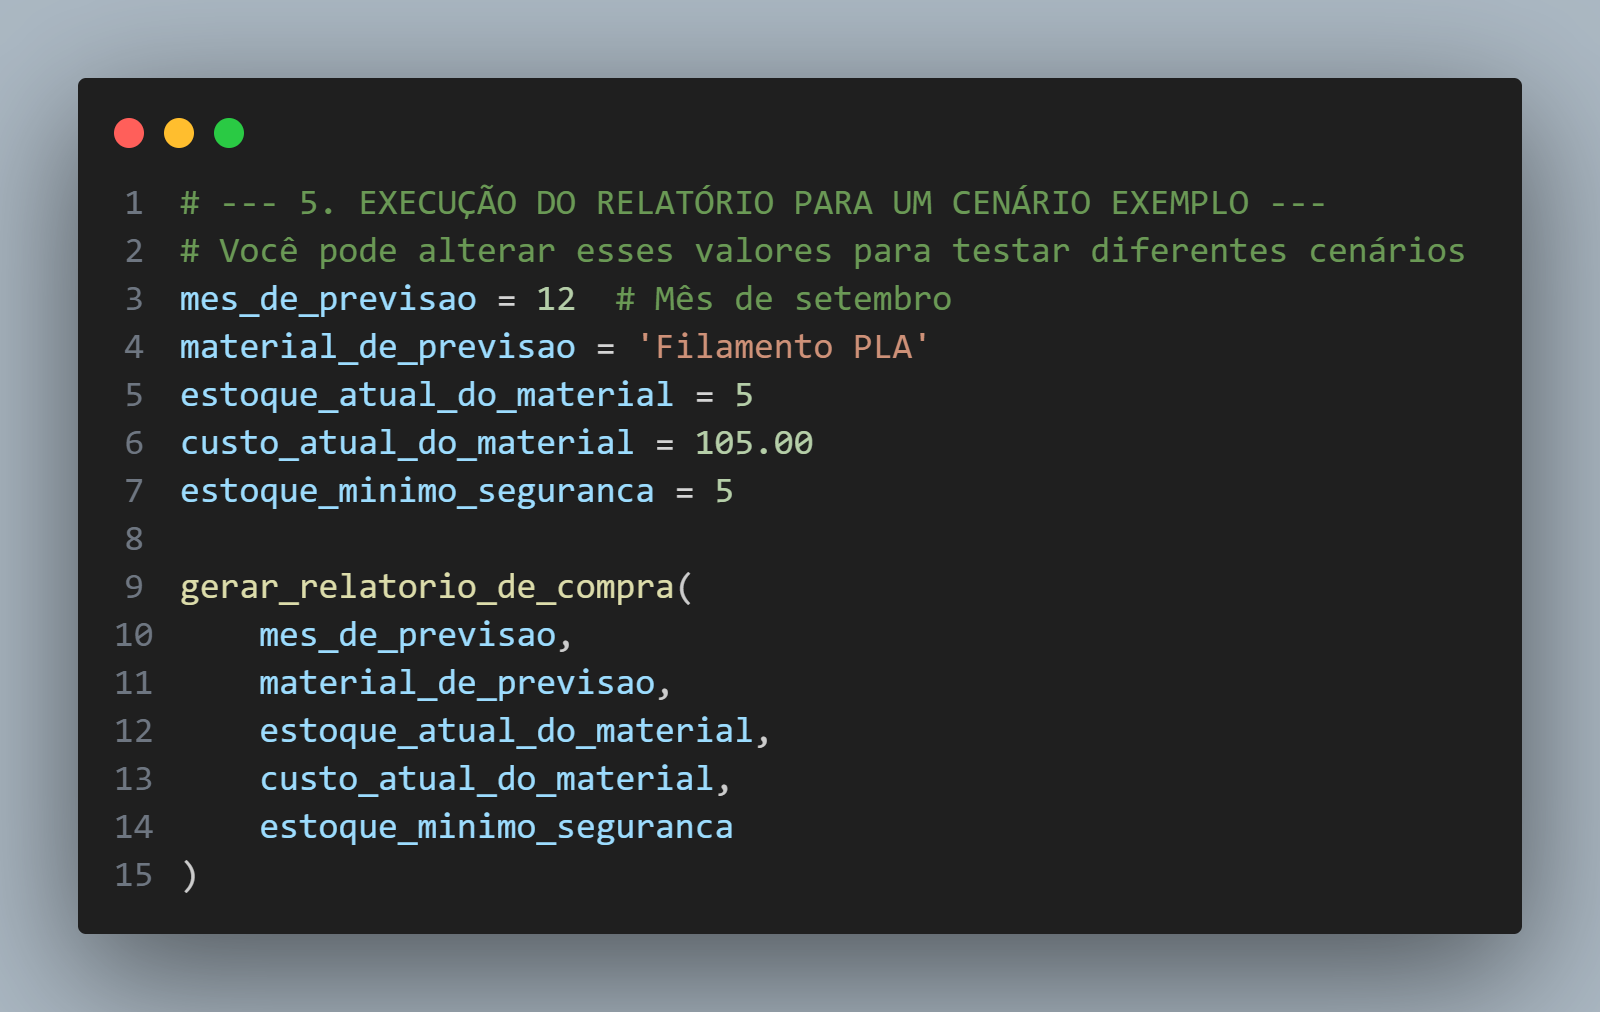 1 # --- 5. EXECUÇÃO DO RELATÓRIO PARA UM CENÁRIO EXEMPLO ---
2 # Você pode alterar esses valores para testar diferentes cenários
3 mes_de_previsao = 12  # Mês de setembro
4 material_de_previsao = 'Filamento PLA'
5 estoque_atual_do_material = 5
6 custo_atual_do_material = 105.00
7 estoque_minimo_seguranca = 5
8
9 gerar_relatorio_de_compra(
10     mes_de_previsao,
11     material_de_previsao,
12     estoque_atual_do_material,
13     custo_atual_do_material,
14     estoque_minimo_seguranca
15 )